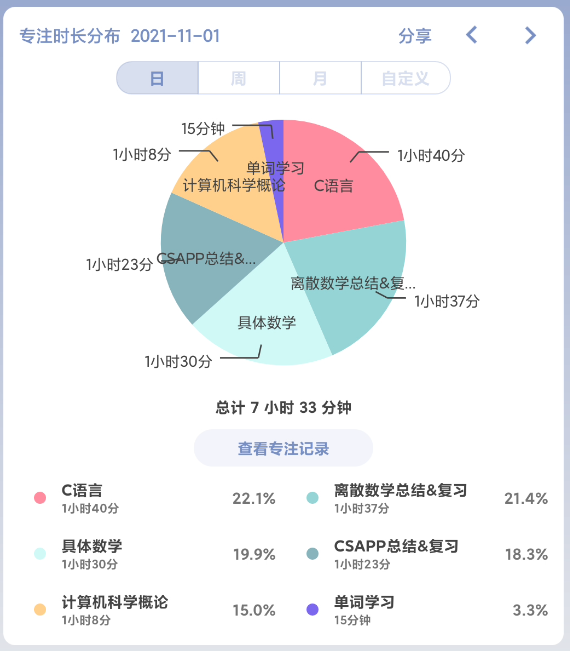 专注时长分布 2021-11-01
分享
日
周
月
自定义
15分钟
1小时8分
单词学习
1小时40分
计算机科学概论
C语言
1小时23分
CSAPP总结&...
离散数学总结&复...
1小时37分
具体数学
1小时30分
总计 7 小时 33 分钟
查看专注记录
C语言
1小时40分
22.1%
离散数学总结&复习
1小时37分
21.4%
具体数学
1小时30分
19.9%
CSAPP总结&复习
1小时23分
18.3%
计算机科学概论
1小时8分
15.0%
单词学习
15分钟
3.3%